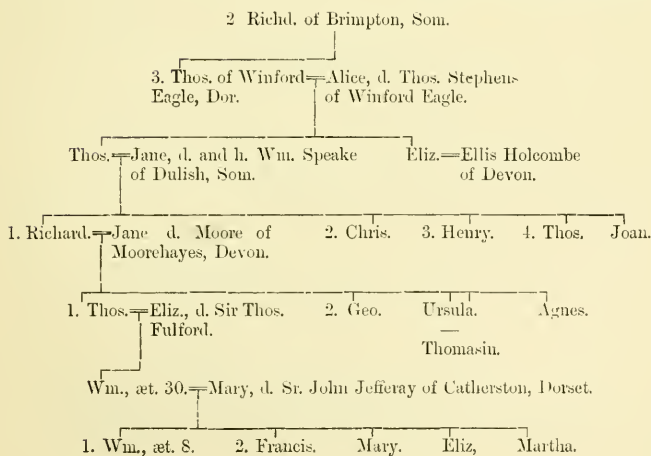 2 Richd. of Brimpton, Som.
3. Thos. of Winford = Alice, d. Thos. Stephens
Eagle, Dor. of Winford Eagle.
Thos. = Jane, d. and h. Wm. Speake Eliz. = Ellis Holcombe
of Dulish, Som. of Devon.
1. Richard. = Jane d. Moore of 2. Chris. 3. Henry. 4. Thos. Joan.
Moorehayes, Devon.
1. Thos. = Eliz., d. Sir Thos. 2. Geo. Ursula. Agnes.
Fulford. —
Thomasin.
Wm., æt. 30. = Mary, d. Sr. John Jefferay of Catherston, Dorset.
1. Wm., æt. 8. 2. Francis. Mary. Eliz, Martha.